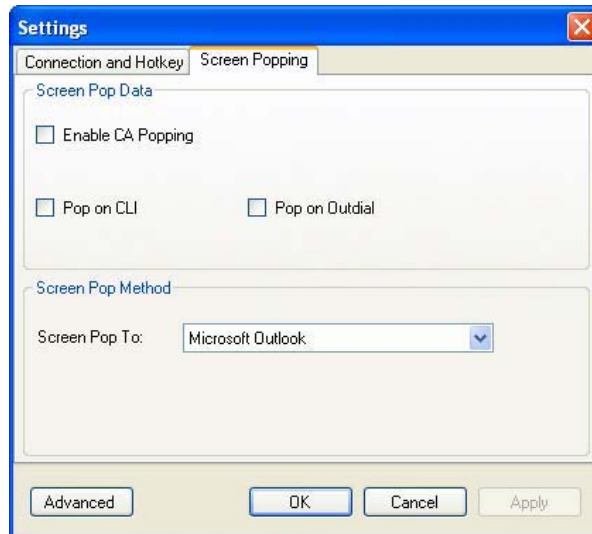 Settings
Connection and Hotkey Screen Popping
Screen Pop Data
Enable CA Popping
Pop on CLI Pop on Outdial
Screen Pop Method
Screen Pop To: Microsoft Outlook
Advanced OK Cancel Apply